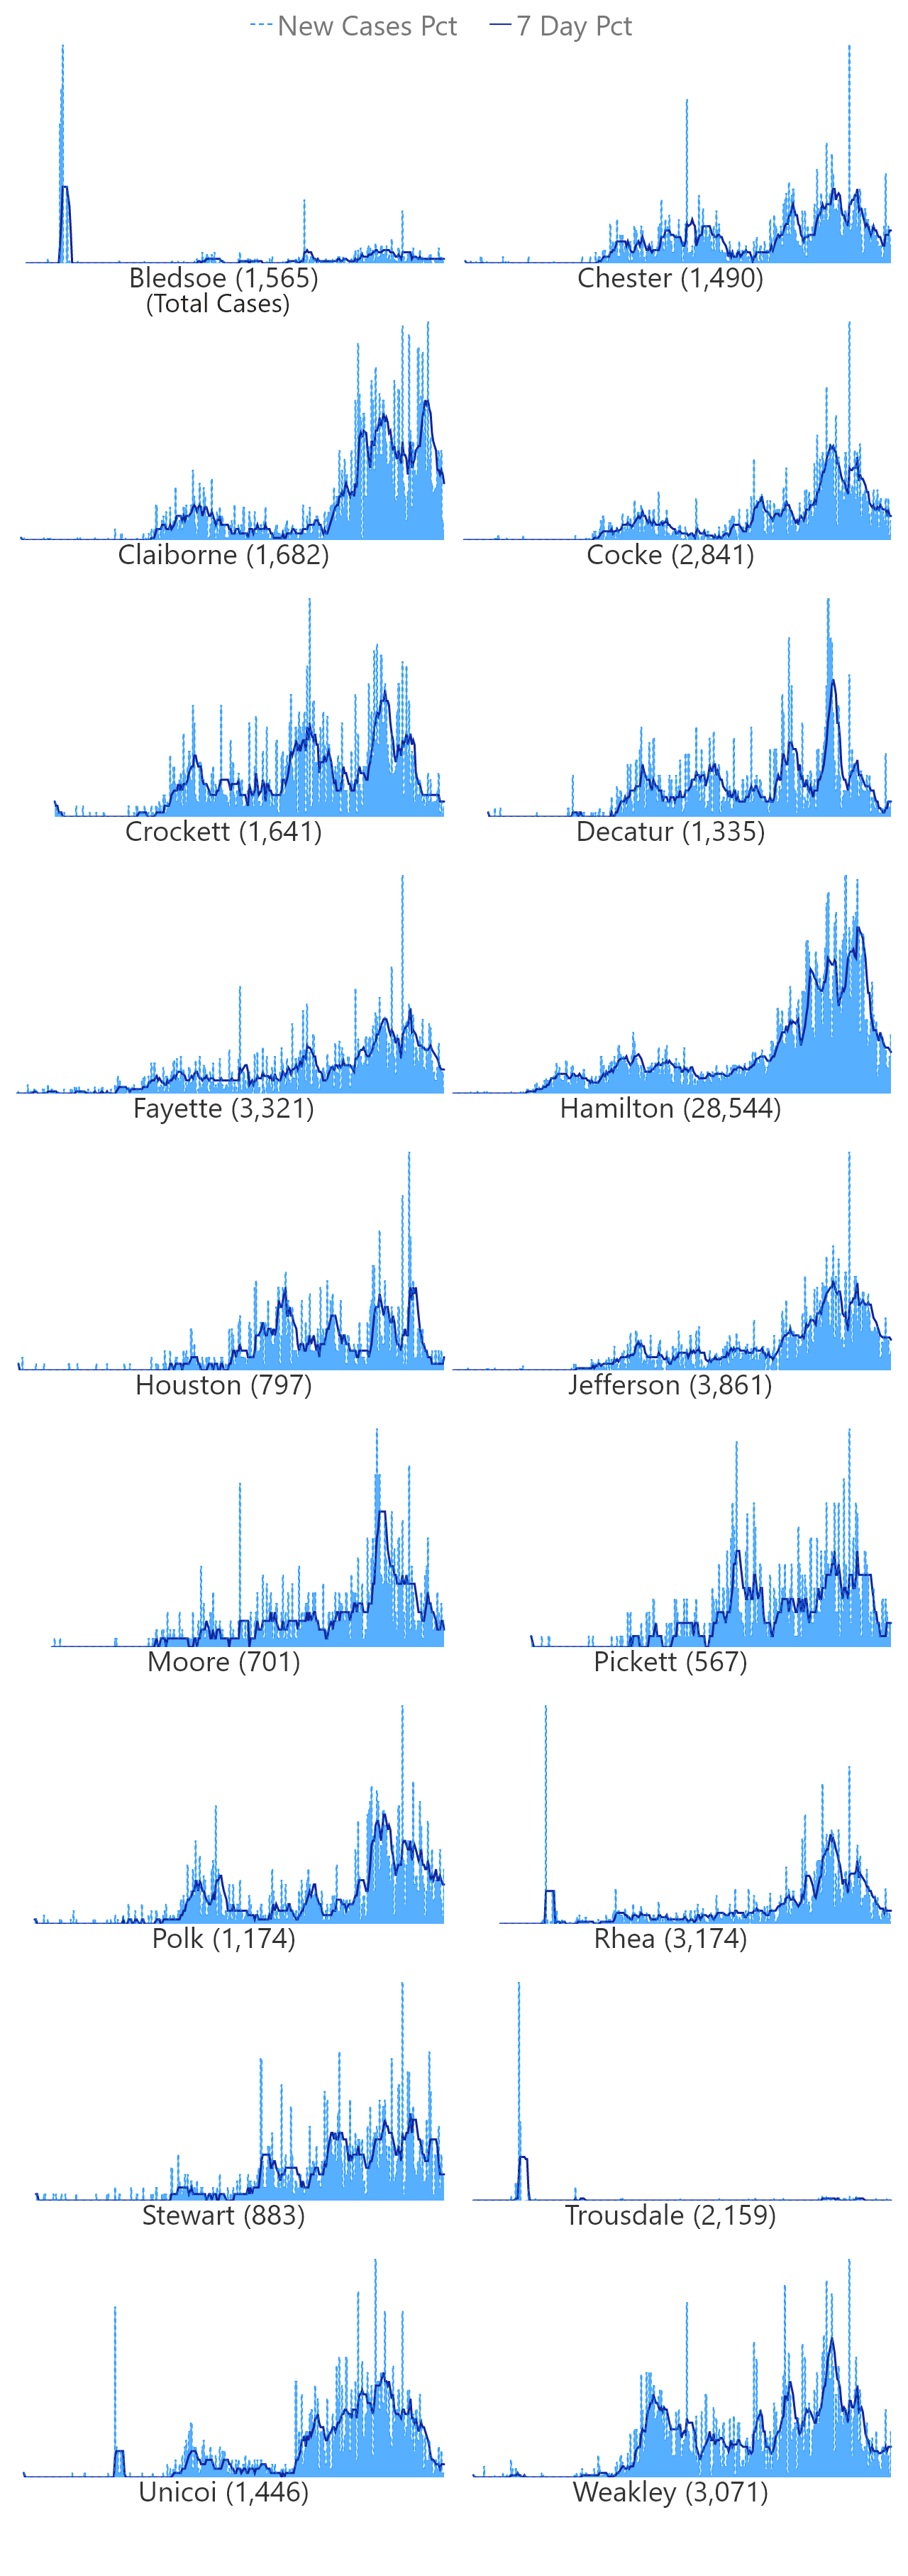 New Cases Pct 7 Day Pct
Bledsoe (1,565) Chester (1,490)
(Total Cases)
Claiborne (1,682) Cocke (2,841)
Crockett (1,641) Decatur (1,335)
Fayette (3,321) Hamilton (28,544)
Houston (797) Jefferson (3,861)
Moore (701) Pickett (567)
Polk (1,174) Rhea (3,174)
Stewart (883) Trousdale (2,159)
Unicoi (1,446) Weakley (3,071)